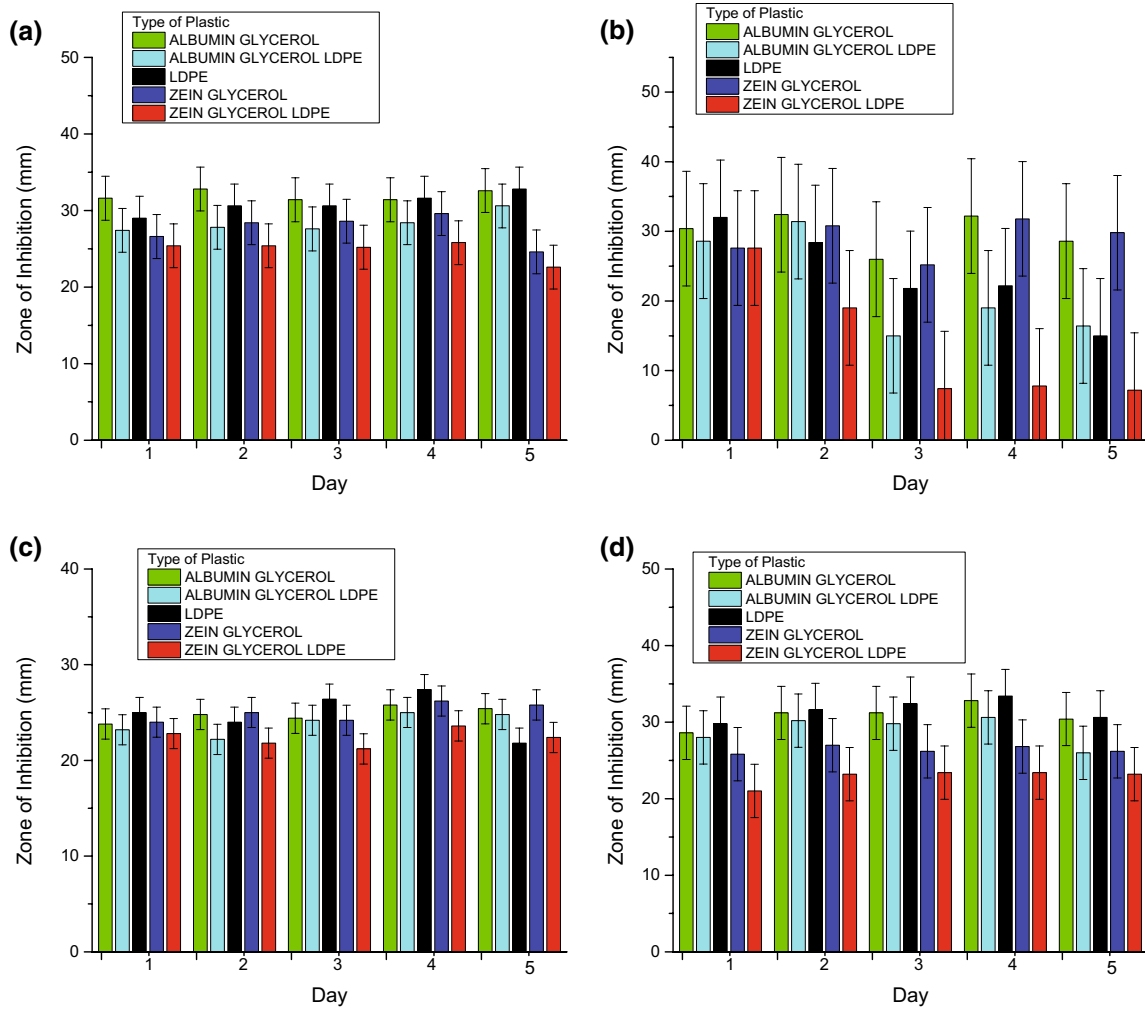 (a)
Type of Plastic
ALBUMIN GLYCEROL
ALBUMIN GLYCEROL LDPE
LDPE
ZEIN GLYCEROL
ZEIN GLYCEROL LDPE
Zone of Inhibition (mm)
50
40
30
20
10
0
1 2 3 4 5
Day
(b)
Type of Plastic
ALBUMIN GLYCEROL
ALBUMIN GLYCEROL LDPE
LDPE
ZEIN GLYCEROL
ZEIN GLYCEROL LDPE
Zone of Inhibition (mm)
50
40
30
20
10
0
1 2 3 4 5
Day
(c)
Type of Plastic
ALBUMIN GLYCEROL
ALBUMIN GLYCEROL LDPE
LDPE
ZEIN GLYCEROL
ZEIN GLYCEROL LDPE
Zone of Inhibition (mm)
40
30
20
10
0
1 2 3 4 5
Day
(d)
Type of Plastic
ALBUMIN GLYCEROL
ALBUMIN GLYCEROL LDPE
LDPE
ZEIN GLYCEROL
ZEIN GLYCEROL LDPE
Zone of Inhibition (mm)
50
40
30
20
10
0
1 2 3 4 5
Day